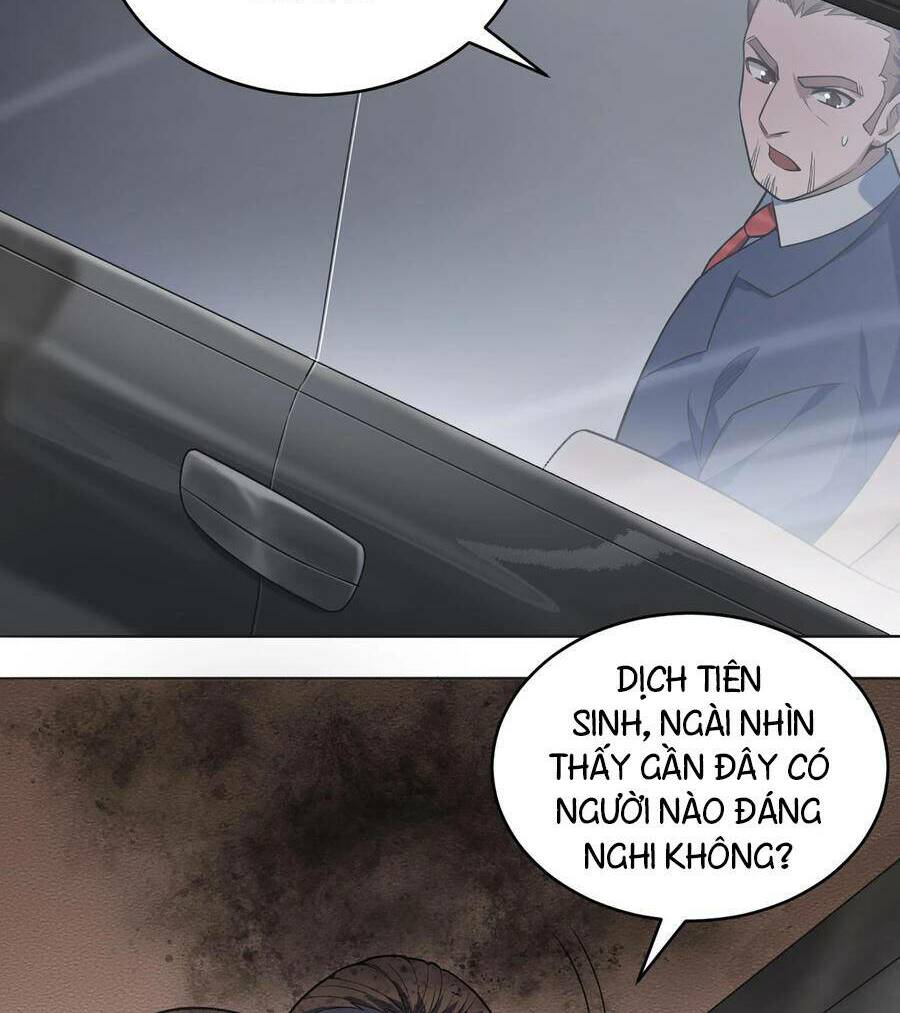 DỊCH TIÊN
SINH, NGÀI NHÌN
THẤY GẦN ĐÂY CÓ
NGƯỜI NÀO ĐÁNG
NGHI KHÔNG?